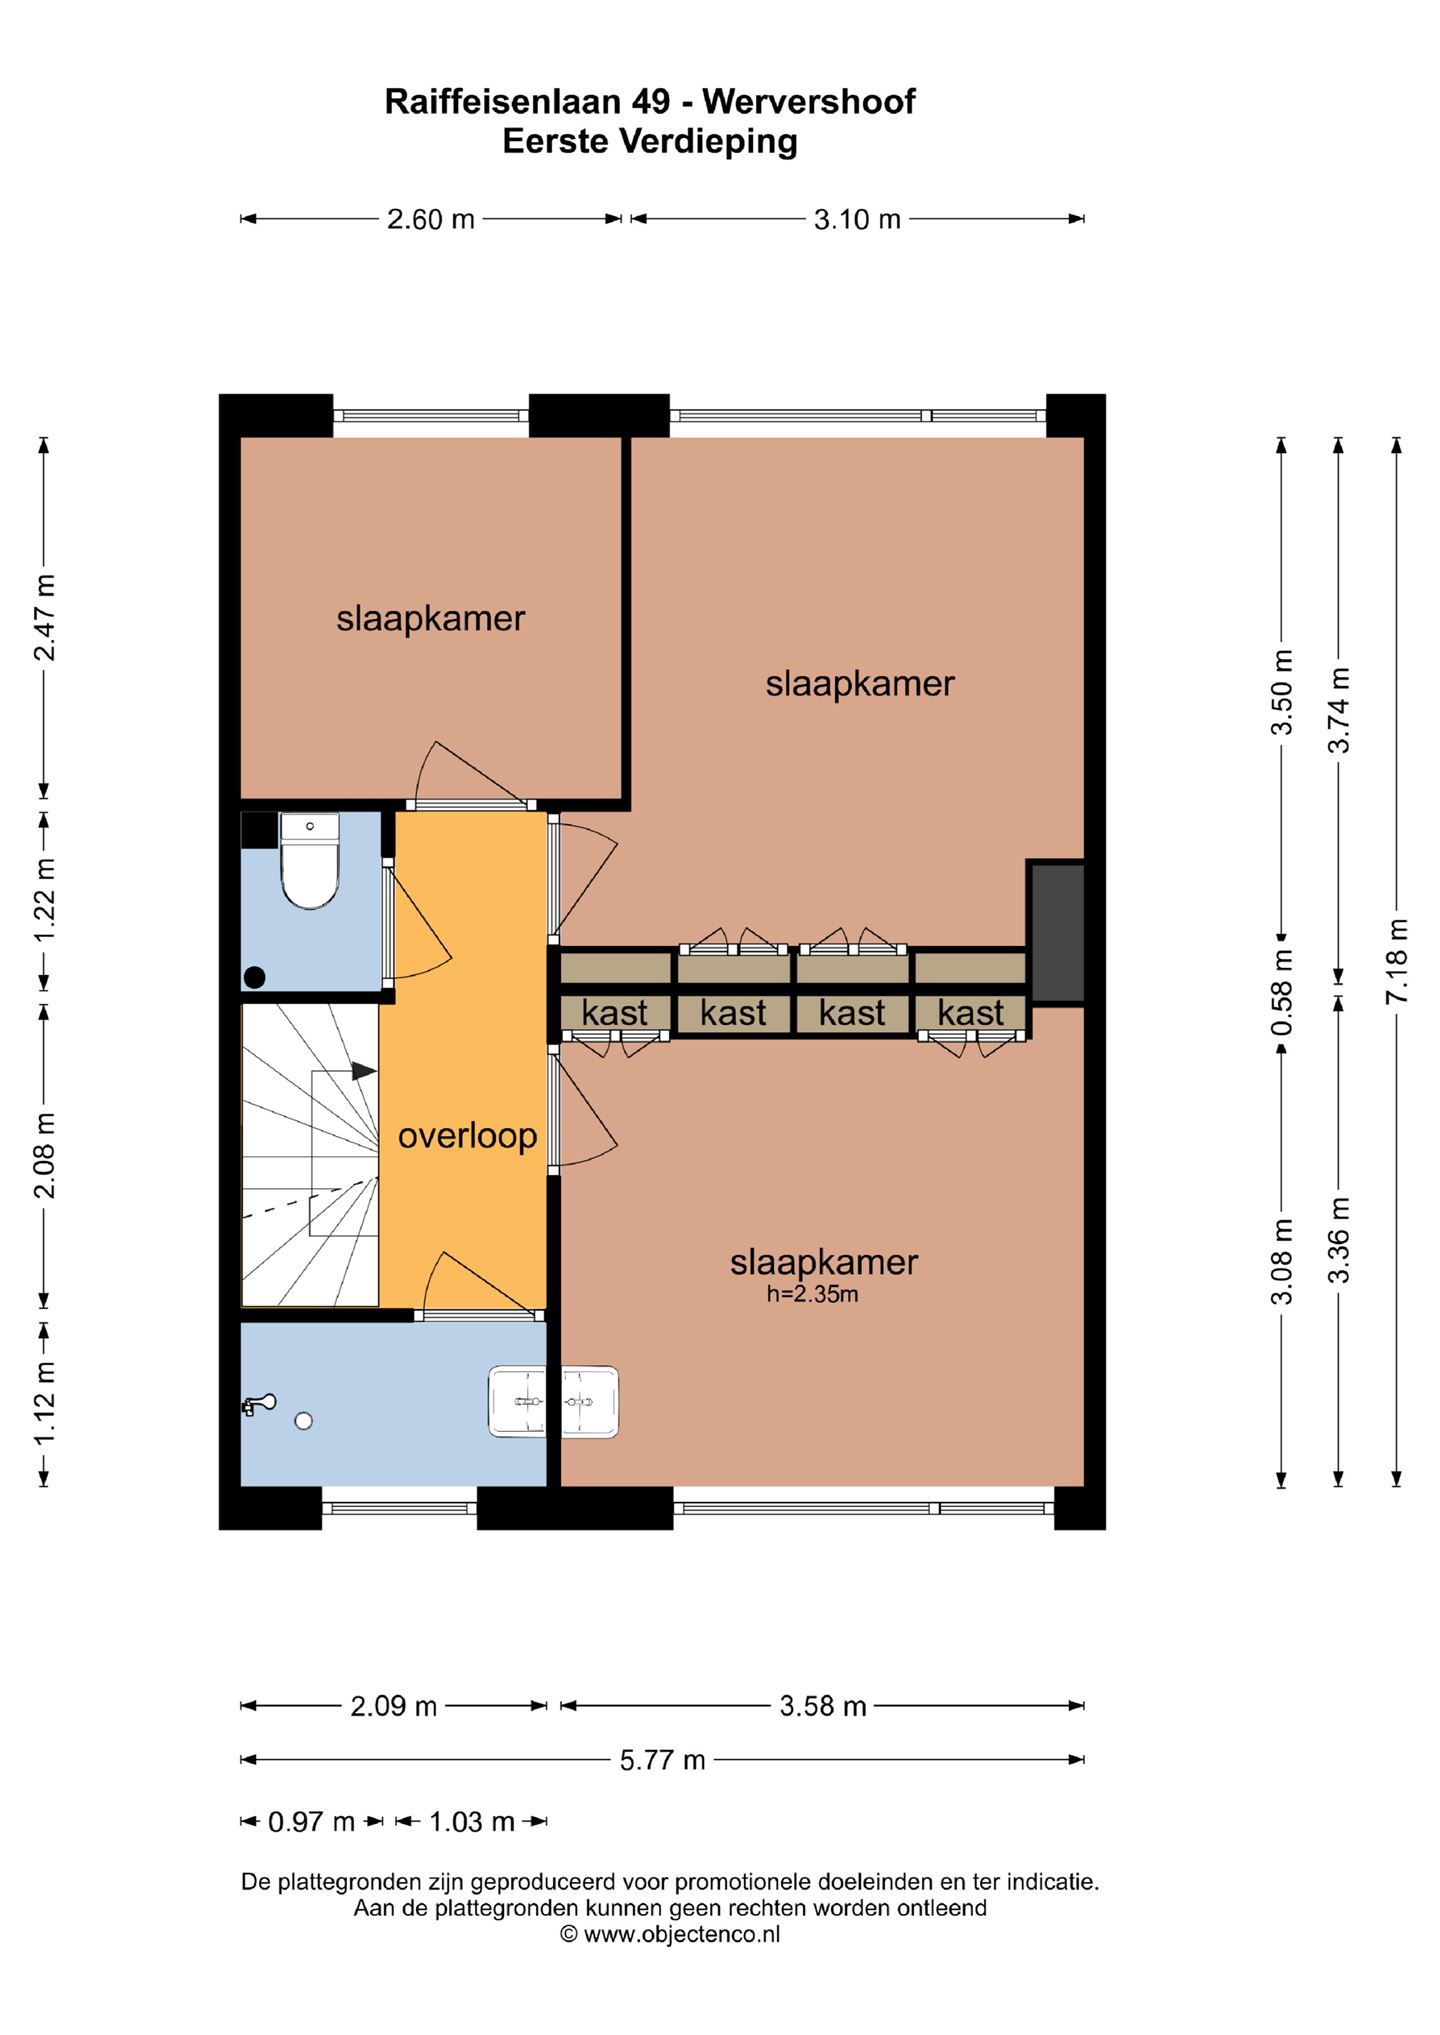 Raiffeisenlaan 49 - Wervershoof
Eerste Verdieping
2.60 m
3.10 m
slaapkamer
slaapkamer
2.47 m
3.50 m
3.74 m
1.22 m
0.58 m
7.18 m
kast
kast
kast
kast
overloop
2.08 m
slaapkamer
h=2.35m
3.08 m
3.36 m
1.12 m
2.09 m
3.58 m
5.77 m
0.97 m
1.03 m
De plattegronden zijn geproduceerd voor promotionele doeleinden en ter indicatie.
Aan de plattegronden kunnen geen rechten worden ontleend
© www.objectenco.nl